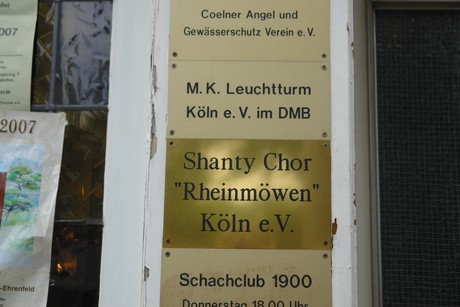 2007
Coelner Angel und
Gewässerschutz Verein e.V.
M.K. Leuchtturm
Köln e.V. im DMB
Shanty Chor
"Rheinmöwen"
Köln e.V.
Schachclub 1900
Donnerstag 18.00 Uhr
2007
-Ehrenfeld